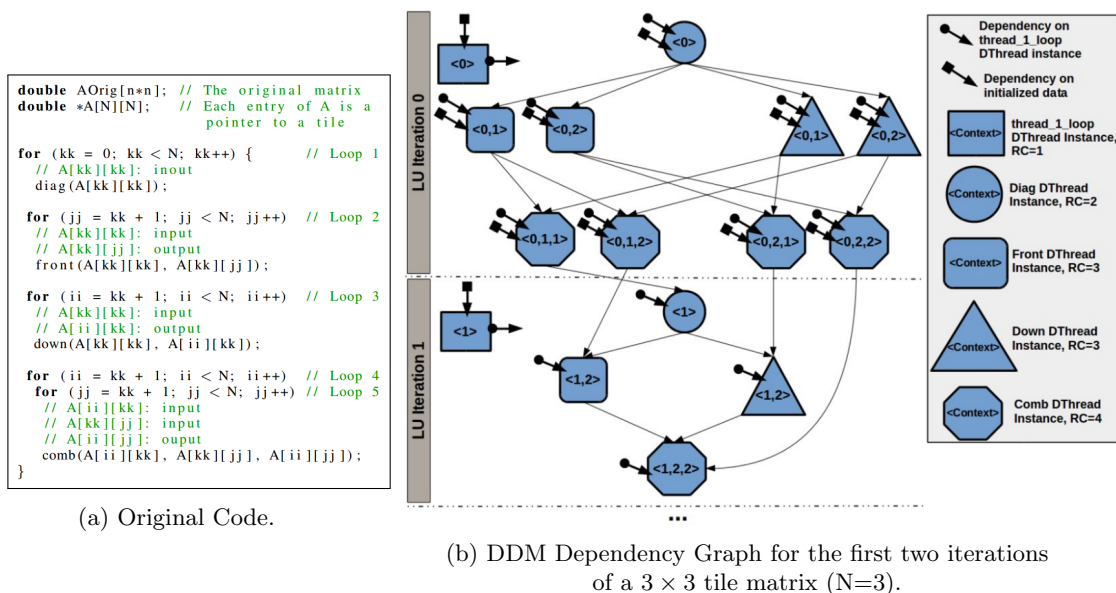 double AOrig[n*n]; // The original matrix
double *A[N][N]; // Each entry of A is a
pointer to a tile
for (kk = 0; kk < N; kk++) { // Loop 1
// A[kk][kk]: inout
diag(A[kk][kk]);
for (jj = kk + 1; jj < N; jj++) // Loop 2
// A[kk][kk]: input
// A[kk][jj]: output
front(A[kk][kk], A[kk][jj]);
for (ii = kk + 1; ii < N; ii++) // Loop 3
// A[kk][kk]: input
// A[ii][kk]: output
down(A[kk][kk], A[ii][kk]);
for (ii = kk + 1; ii < N; ii++) // Loop 4
for (jj = kk + 1; jj < N; jj++) // Loop 5
// A[ii][kk]: input
// A[kk][jj]: input
// A[ii][jj]: ouput
comb(A[ii][kk], A[kk][jj], A[ii][jj]);
}
(a) Original Code.
LU Iteration 0
<0>
<0>
<0,1>
<0,2>
<0,1>
<0,2>
<0,1,1>
<0,1,2>
<0,2,1>
<0,2,2>
LU Iteration 1
<1>
<1>
<1,2>
<1,2>
<1,2,2>
...
Dependency on
thread_1_loop
DThread instance
Dependency on
initialized data
<Context>
thread_1_loop
DThread Instance,
RC=1
<Context>
Diag DThread
Instance, RC=2
<Context>
Front DThread
Instance, RC=3
<Context>
Down DThread
Instance, RC=3
<Context>
Comb DThread
Instance, RC=4
(b) DDM Dependency Graph for the first two iterations
of a 3 × 3 tile matrix (N=3).